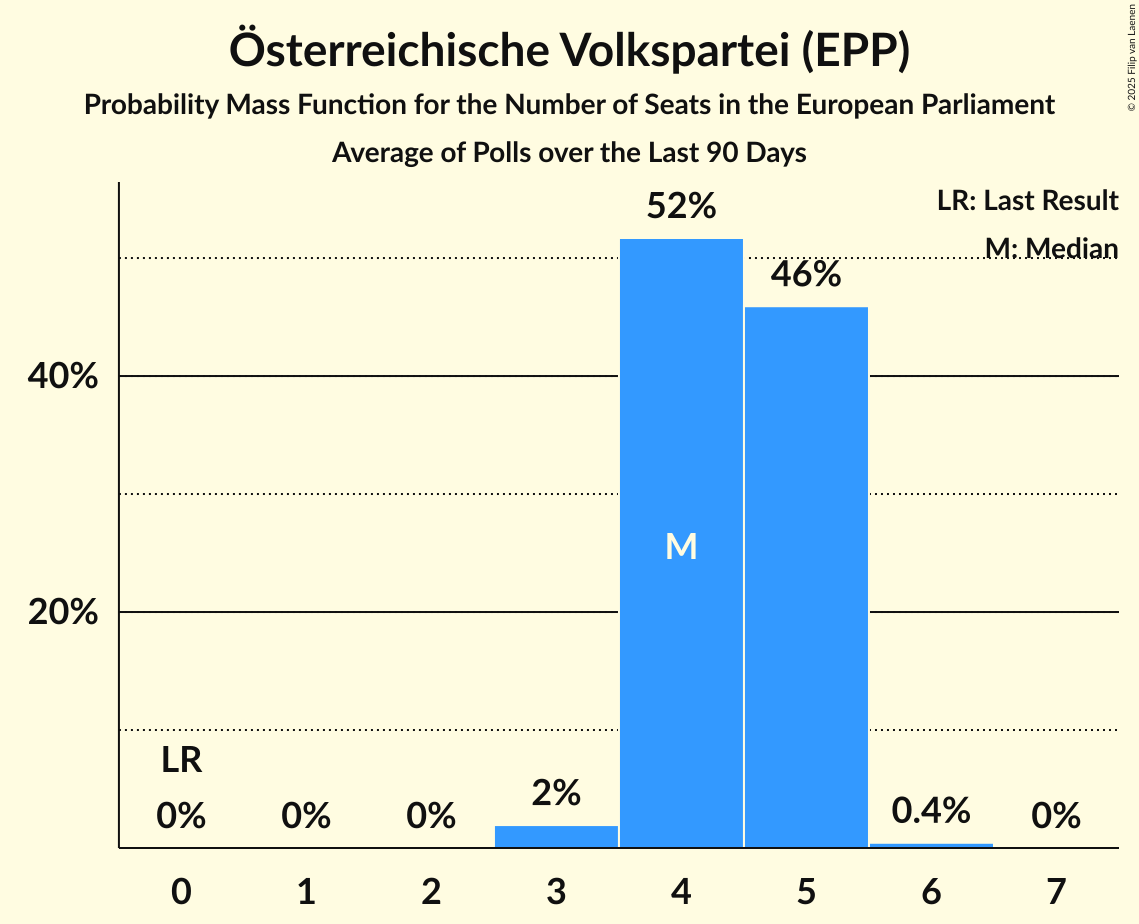 Österreichische Volkspartei (EPP)
Probability Mass Function for the Number of Seats in the European Parliament
Average of Polls over the Last 90 Days
© 2025 Filip van Laenen
LR: Last Result
M: Median
52%
46%
40%
M
20%
LR
0%
0%
0%
2%
0.4%
0%
0
1
2
3
4
5
6
7